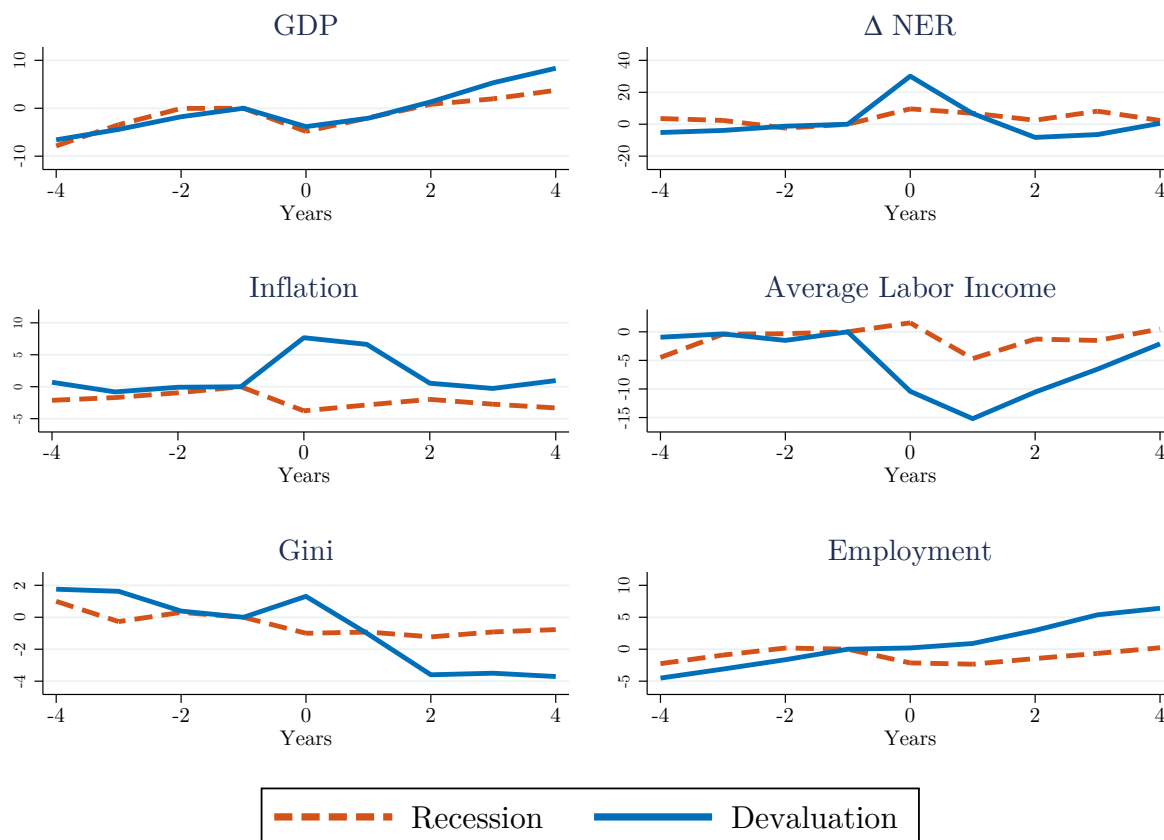 GDP
Δ NER
10
0
-10
-4 -2 0 2 4
Years
40
20
0
-20
-4 -2 0 2 4
Years
Inflation
Average Labor Income
10
5
0
-5
-4 -2 0 2 4
Years
0
-5
-10
-15
-4 -2 0 2 4
Years
Gini
Employment
2
0
-2
-4
-4 -2 0 2 4
Years
10
5
0
-5
-4 -2 0 2 4
Years
Recession Devaluation